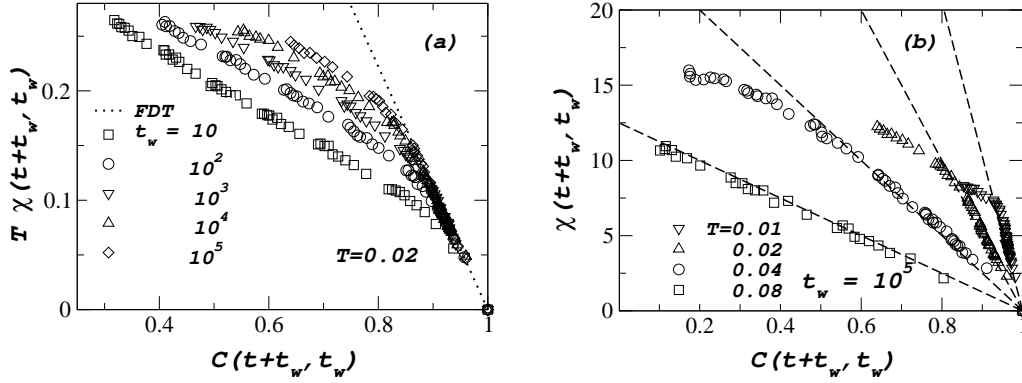 (a)
T χ(t+t_w, t_w)
0.2
0.1
0
FDT
t_w = 10
10^2
10^3
10^4
10^5
T=0.02
0.4
0.6
0.8
1
C(t+t_w, t_w)
(b)
χ(t+t_w, t_w)
20
15
10
5
0
T=0.01
0.02
0.04
0.08
t_w = 10^5
0.2
0.4
0.6
0.8
1
C(t+t_w, t_w)